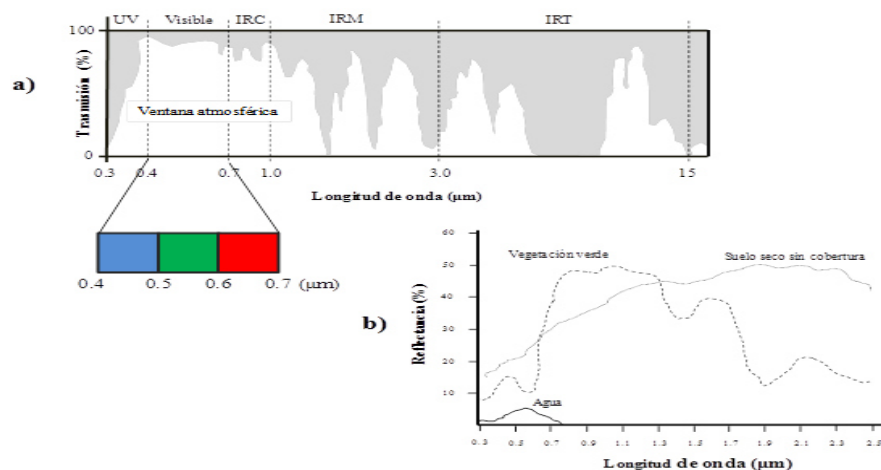 UV Visible IRC IRM IRT
100
Trasmisión (%)
a)
Ventana atmosférica
0
0.3 0.4 0.7 1.0 3.0 15
Longitud de onda (µm)
0.4 0.5 0.6 0.7 (µm)
b)
60
50
40
30
20
10
Reflectancia (%)
Vegetación verde
Suelo seco sin cobertura
Agua
0.3 0.5 0.7 0.9 1.1 1.3 1.5 1.7 1.9 2.1 2.3 2.5
Longitud de onda (µm)